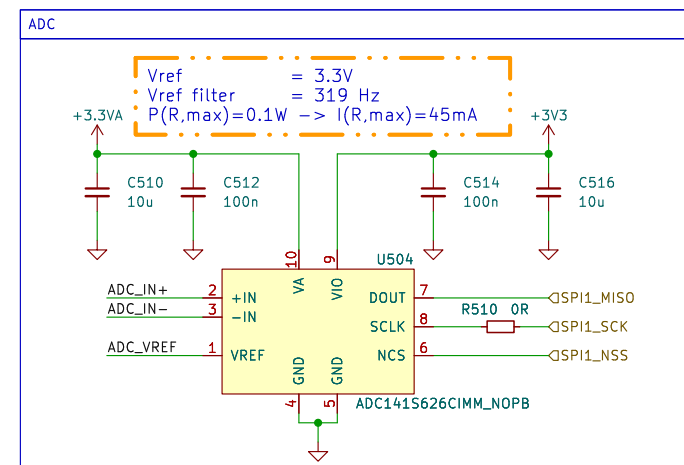 ADC
Vref = 3.3V
Vref filter = 319 Hz
P(R,max)=0.1W -> I(R,max)=45mA
+3.3VA
+3V3
C510
10u
C512
100n
C514
100n
C516
10u
U504
10
9
VA
VIO
ADC_IN+
2
+IN
ADC_IN-
3
-IN
ADC_VREF
1
VREF
DOUT
7
SPI1_MISO
SCLK
8
R510 0R
SPI1_SCK
NCS
6
SPI1_NSS
GND
GND
4
5
ADC141S626CIMM_NOPB